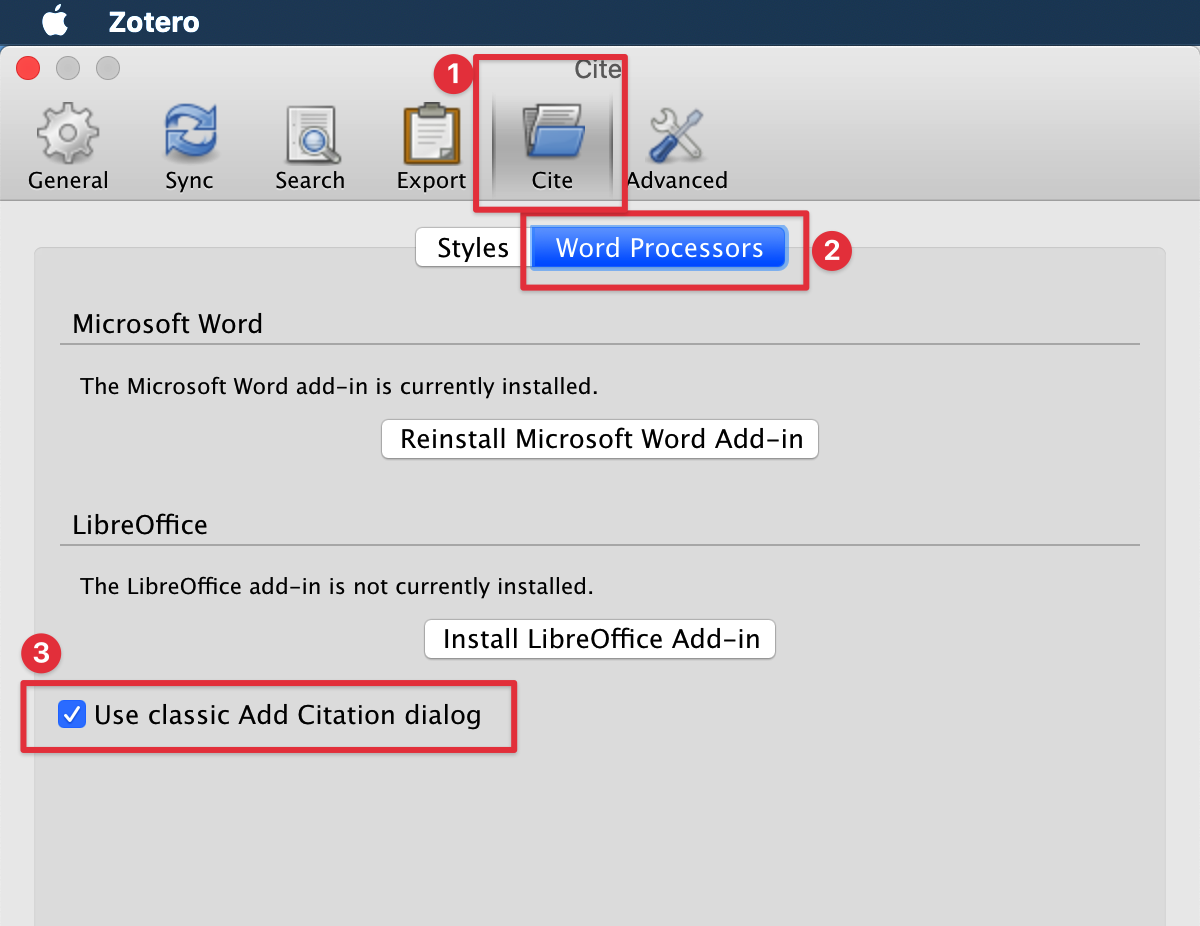 Zotero
Cite
1
General
Sync
Search
Export
Cite
Advanced
Styles
Word Processors
2
Microsoft Word
The Microsoft Word add-in is currently installed.
Reinstall Microsoft Word Add-in
LibreOffice
The LibreOffice add-in is not currently installed.
Install LibreOffice Add-in
3
Use classic Add Citation dialog